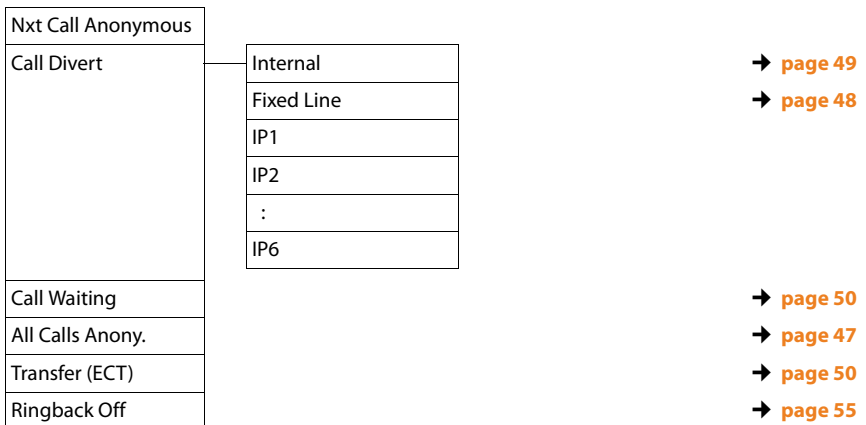 Nxt Call Anonymous
Call Divert Internal → page 49
Fixed Line → page 48
IP1
IP2
:
IP6
Call Waiting → page 50
All Calls Anony. → page 47
Transfer (ECT) → page 50
Ringback Off → page 55